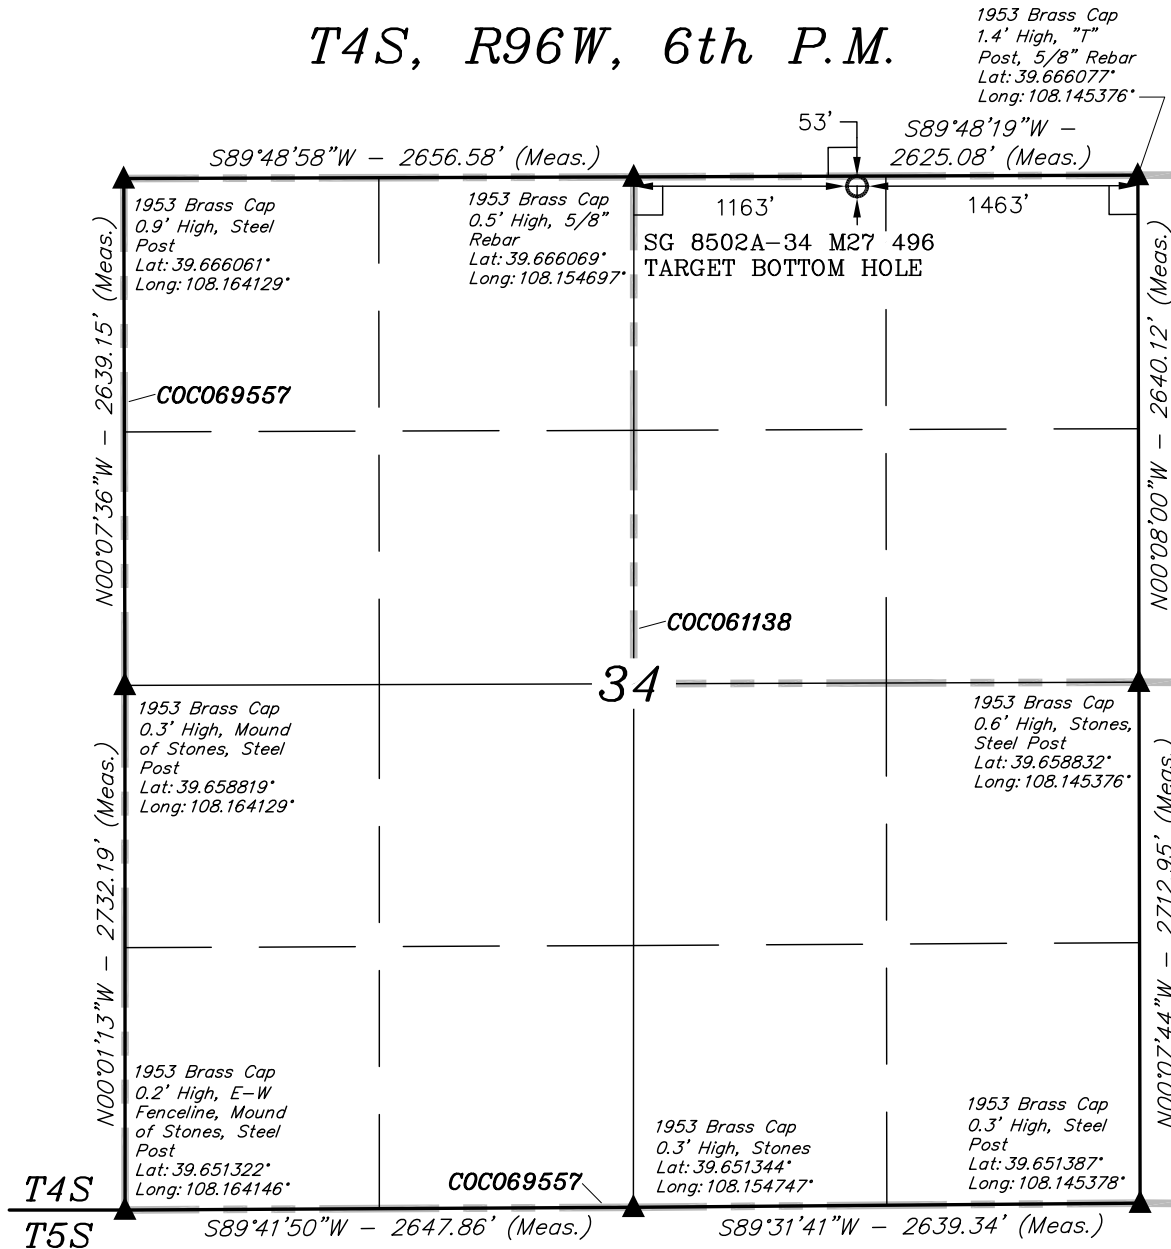 T4S, R96W, 6th P.M.
1953 Brass Cap
1.4' High, "T"
Post, 5/8" Rebar
Lat: 39.666077°
Long: 108.145376°
S89°48'58"W - 2656.58' (Meas.)
53'
S89°48'19"W -
2625.08' (Meas.)
1953 Brass Cap
0.9' High, Steel
Post
Lat: 39.666061°
Long: 108.164129°
1953 Brass Cap
0.5' High, 5/8"
Rebar
Lat: 39.666069°
Long: 108.154697°
1163'
1463'
SG 8502A-34 M27 496
TARGET BOTTOM HOLE
N00°07'36"W - 2639.15' (Meas.)
N00°08'00"W - 2640.12' (Meas.)
COC069557
COC061138
34
1953 Brass Cap
0.3' High, Mound
of Stones, Steel
Post
Lat: 39.658819°
Long: 108.164129°
1953 Brass Cap
0.6' High, Stones,
Steel Post
Lat: 39.658832°
Long: 108.145376°
N00°01'13"W - 2732.19' (Meas.)
N00°07'44"W - 2712.95' (Meas.)
1953 Brass Cap
0.2' High, E-W
Fenceline, Mound
of Stones, Steel
Post
Lat: 39.651322°
Long: 108.164146°
COC069557
1953 Brass Cap
0.3' High, Stones
Lat: 39.651344°
Long: 108.154747°
1953 Brass Cap
0.3' High, Steel
Post
Lat: 39.651387°
Long: 108.145378°
T4S
T5S
S89°41'50"W - 2647.86' (Meas.)
S89°31'41"W - 2639.34' (Meas.)